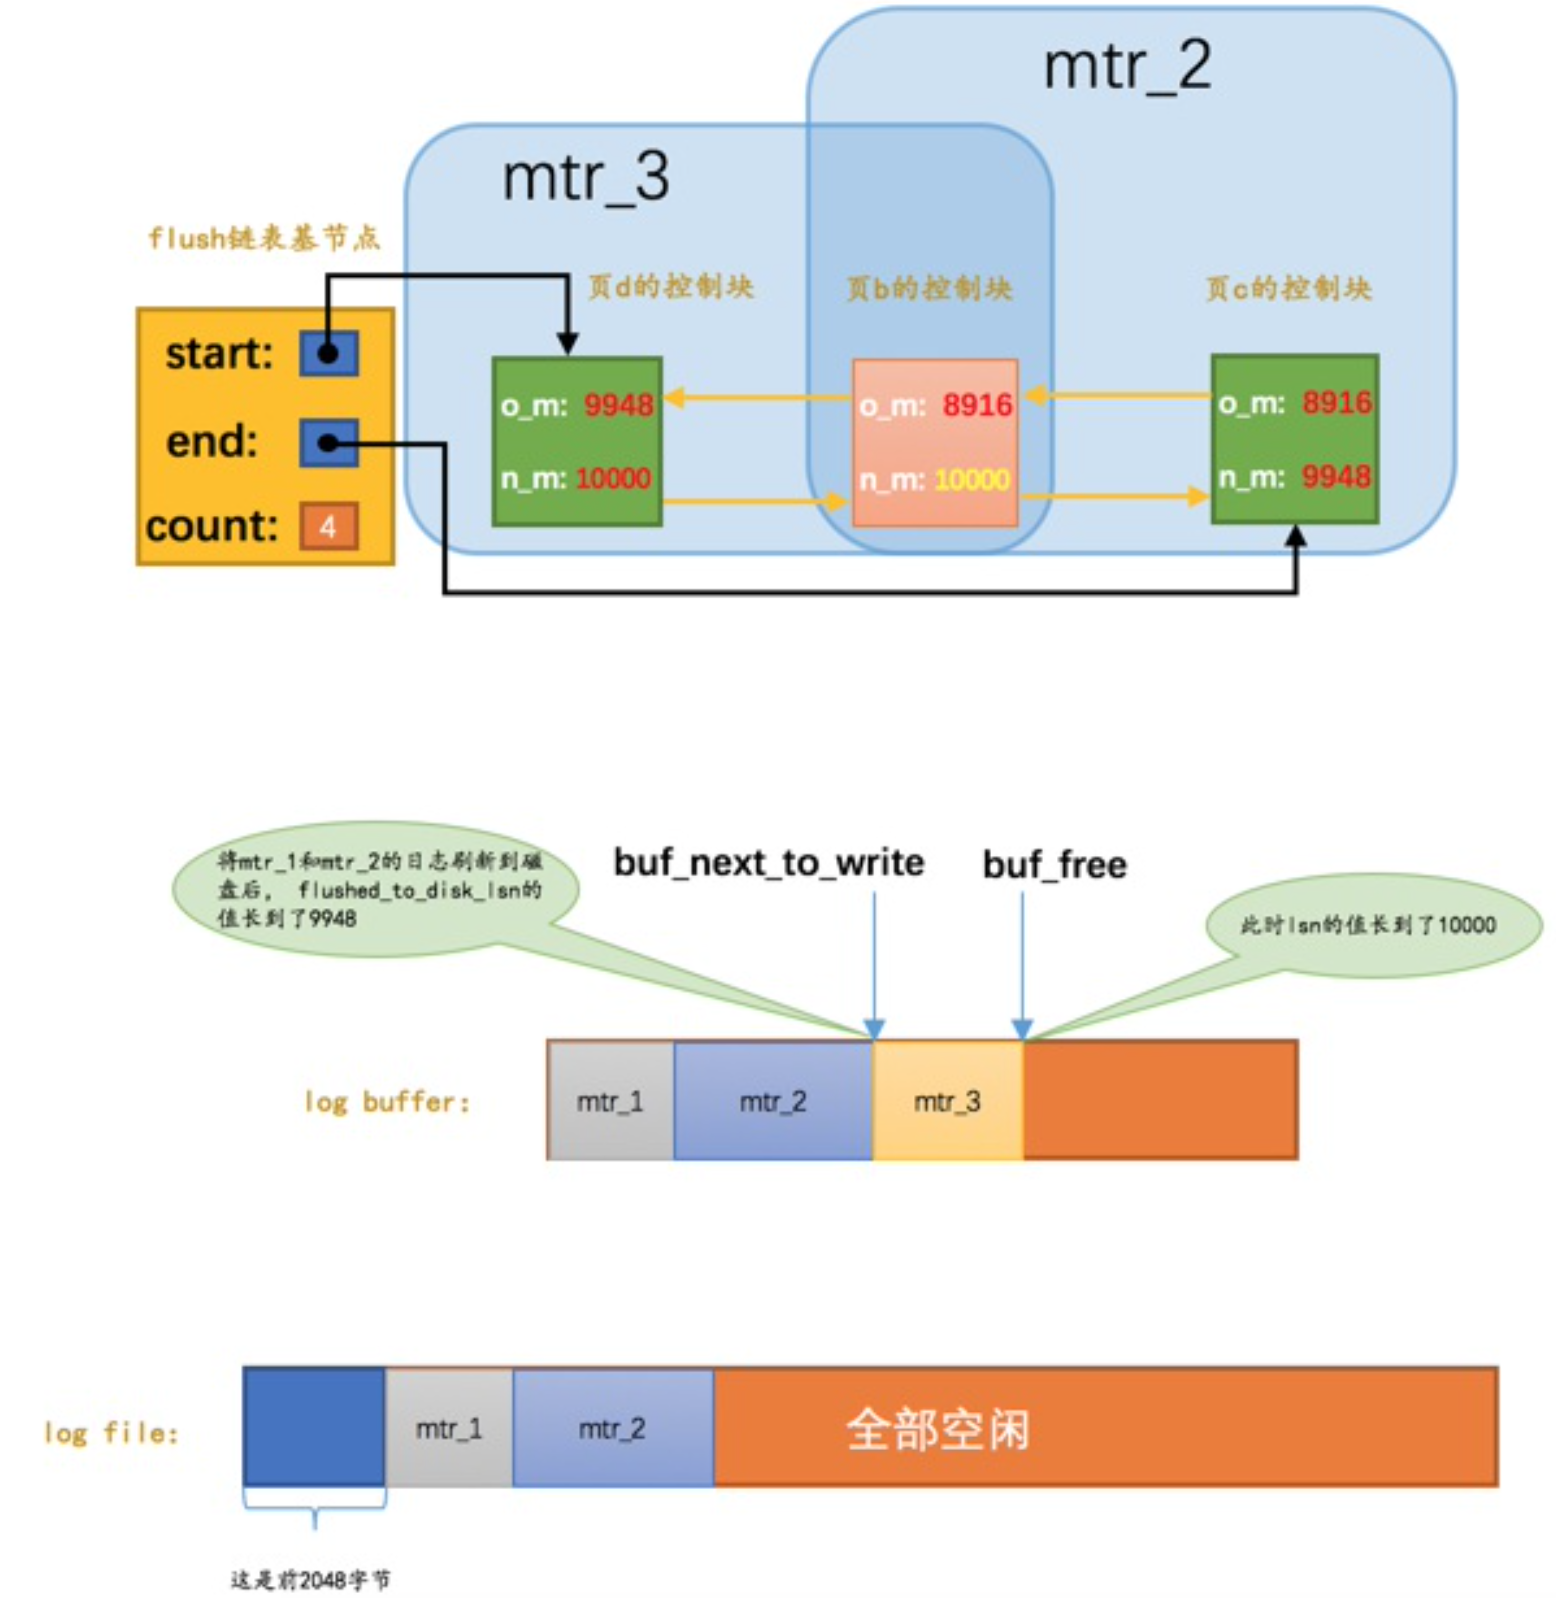 mtr_2
mtr_3
flush链表基节点
页d的控制块
页b的控制块
页c的控制块
start:
end:
count:
4
o_m: 9948
n_m: 10000
o_m: 8916
n_m: 10000
o_m: 8916
n_m: 9948
将mtr_1和mtr_2的日志刷新到磁
盘后， flushed_to_disk_lsn的
值长到了9948
buf_next_to_write
buf_free
此时lsn的值长到了10000
log buffer:
mtr_1
mtr_2
mtr_3
log file:
mtr_1
mtr_2
全部空闲
这是前2048字节